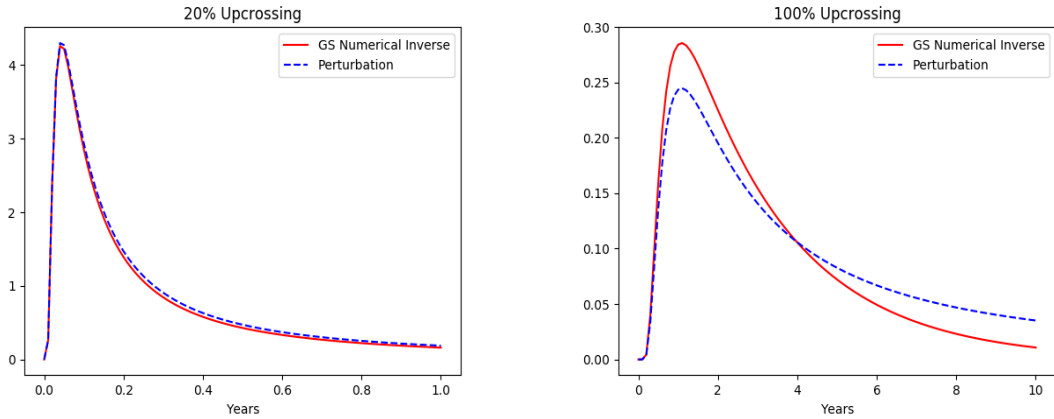 20% Upcrossing
GS Numerical Inverse
Perturbation
4
3
2
1
0
0.0 0.2 0.4 0.6 0.8 1.0
Years
100% Upcrossing
GS Numerical Inverse
Perturbation
0.30
0.25
0.20
0.15
0.10
0.05
0.00
0 2 4 6 8 10
Years